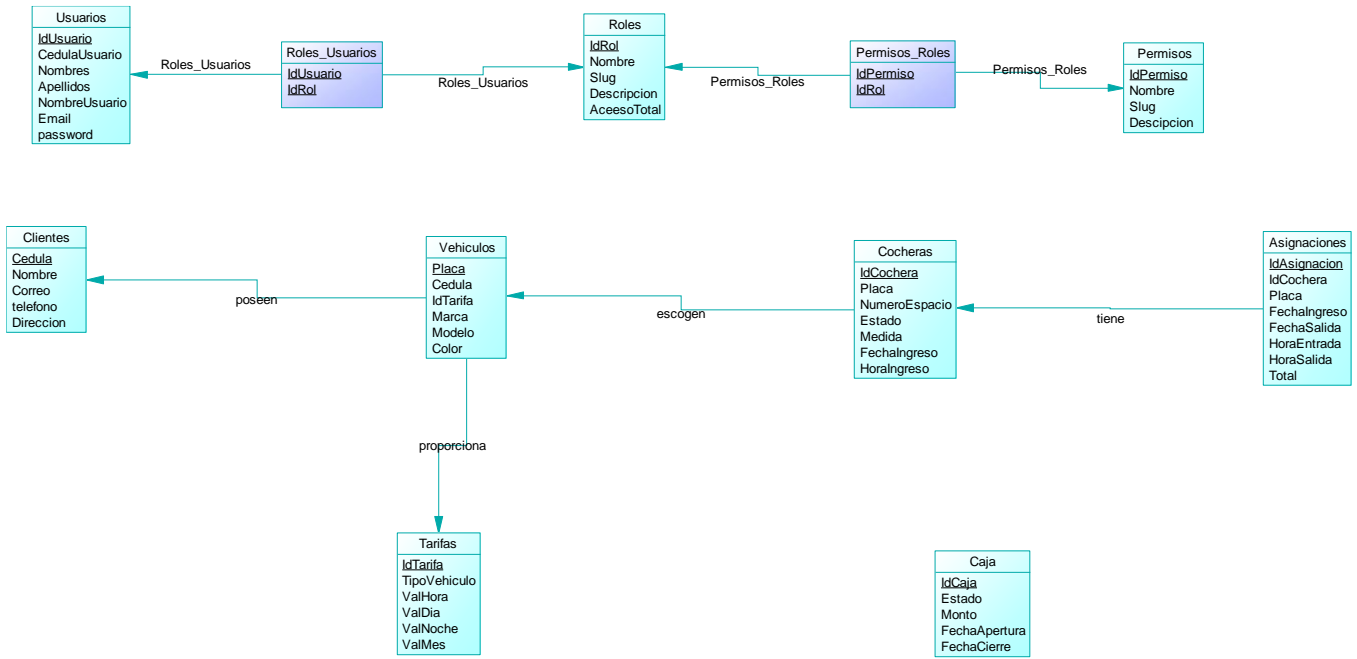 Usuarios
IdUsuario
CedulaUsuario
Nombres
Apellidos
NombreUsuario
Email
password
Roles_Usuarios
Roles_Usuarios
IdUsuario
IdRol
Roles_Usuarios
Roles
IdRol
Nombre
Slug
Descripcion
AceesoTotal
Permisos_Roles
Permisos_Roles
IdPermiso
IdRol
Permisos_Roles
Permisos
IdPermiso
Nombre
Slug
Descipcion
Clientes
Cedula
Nombre
Correo
telefono
Direccion
poseen
Vehiculos
Placa
Cedula
IdTarifa
Marca
Modelo
Color
escogen
Cocheras
IdCochera
Placa
NumeroEspacio
Estado
Medida
FechaIngreso
HoraIngreso
tiene
Asignaciones
IdAsignacion
IdCochera
Placa
FechaIngreso
FechaSalida
HoraEntrada
HoraSalida
Total
proporciona
Tarifas
IdTarifa
TipoVehiculo
ValHora
ValDia
ValNoche
ValMes
Caja
IdCaja
Estado
Monto
FechaApertura
FechaCierre